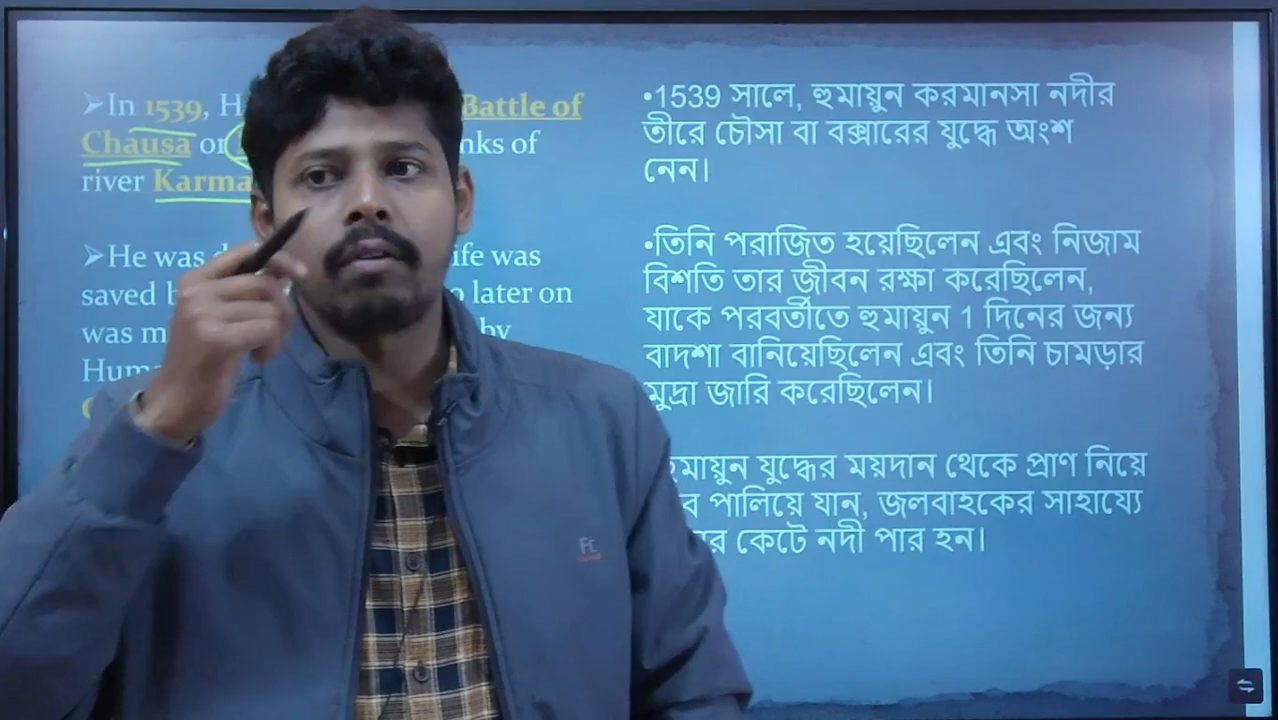 ➢In 1539, H
Battle of
Chausa or
nks of
river Karma
➢He was d
ife was
saved b
o later on
was m
by
Huma
•1539 সালে, হুমায়ুন করমানসা নদীর
তীরে চৌসা বা বক্সারের যুদ্ধে অংশ
নেন।
•তিনি পরাজিত হয়েছিলেন এবং নিজাম
বিশতি তার জীবন রক্ষা করেছিলেন,
যাকে পরবর্তীতে হুমায়ুন 1 দিনের জন্য
বাদশা বানিয়েছিলেন এবং তিনি চামড়ার
মুদ্রা জারি করেছিলেন।
হুমায়ুন যুদ্ধের ময়দান থেকে প্রাণ নিয়ে
পালিয়ে যান, জলবাহকের সাহায্যে
কেটে নদী পার হন।